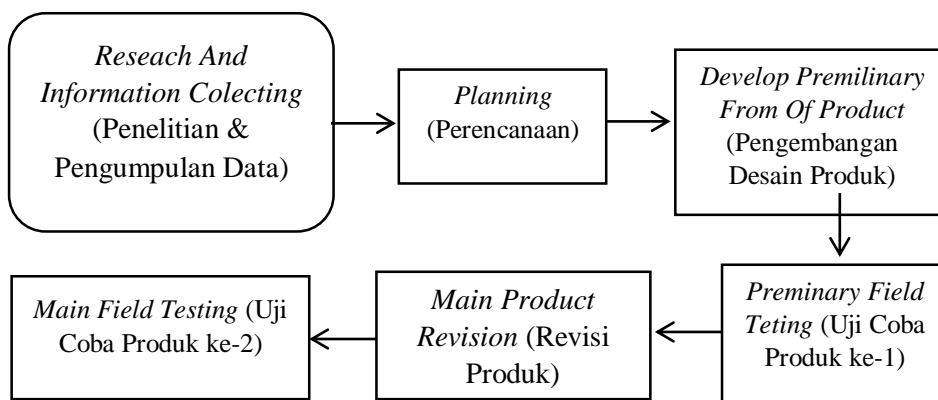 Reseach And
Information Colecting
(Penelitian &
Pengumpulan Data)
Planning
(Perencanaan)
Develop Premilinary
From Of Product
(Pengembangan
Desain Produk)
Preminary Field
Teting (Uji Coba
Produk ke-1)
Main Product
Revision (Revisi
Produk)
Main Field Testing (Uji
Coba Produk ke-2)